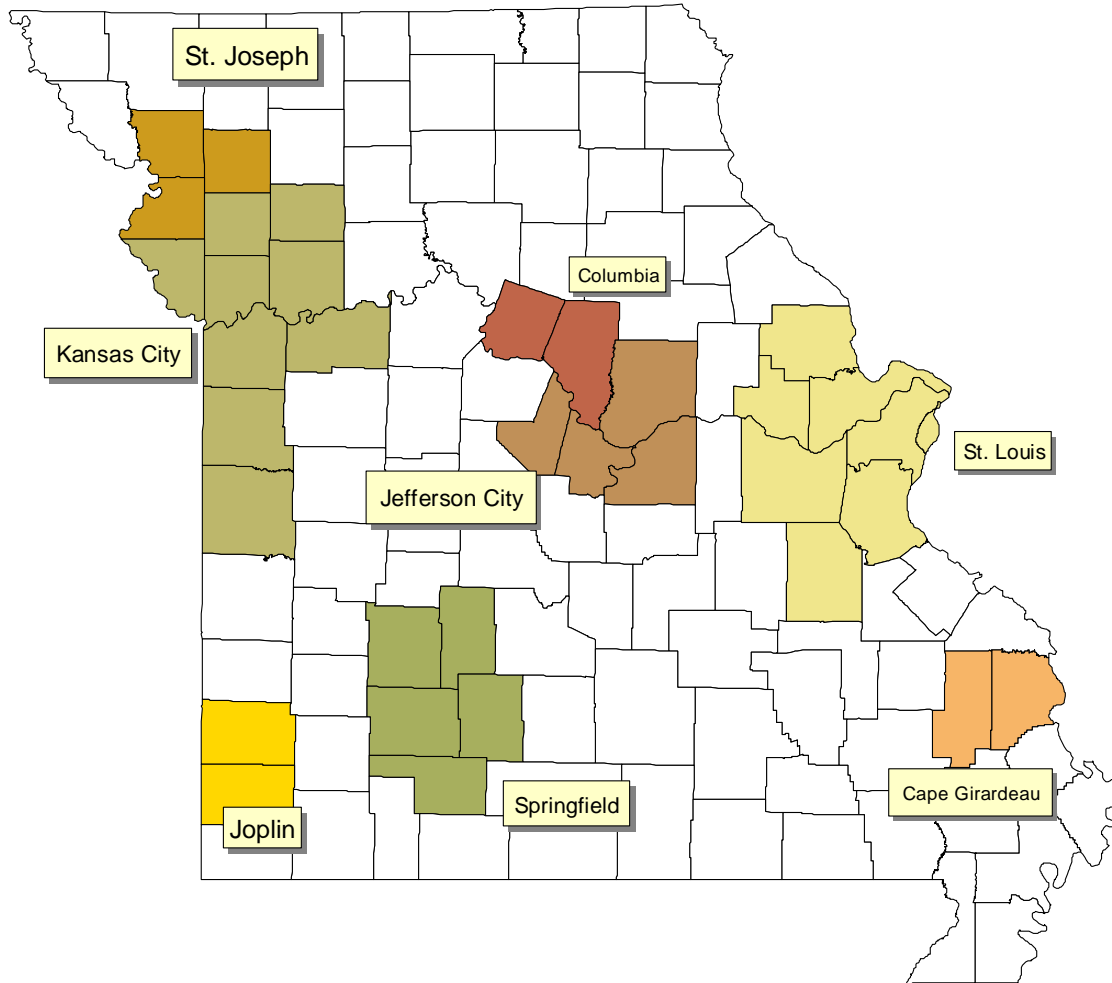 St. Joseph
Columbia
Kansas City
St. Louis
Jefferson City
Cape Girardeau
Springfield
Joplin